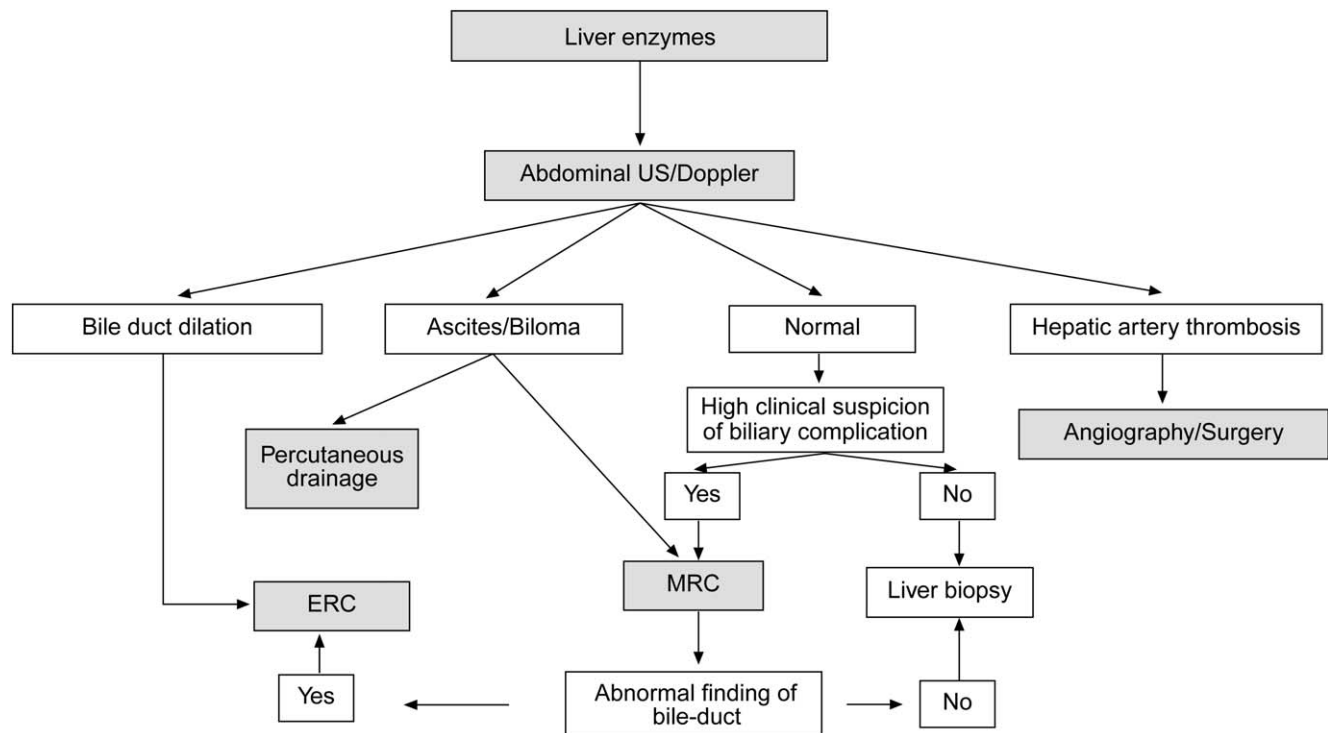 Liver enzymes
Abdominal US/Doppler
Bile duct dilation
Ascites/Biloma
Normal
Hepatic artery thrombosis
High clinical suspicion
of biliary complication
Angiography/Surgery
Percutaneous
drainage
Yes
No
MRC
Liver biopsy
ERC
Yes
Abnormal finding of
bile-duct
No